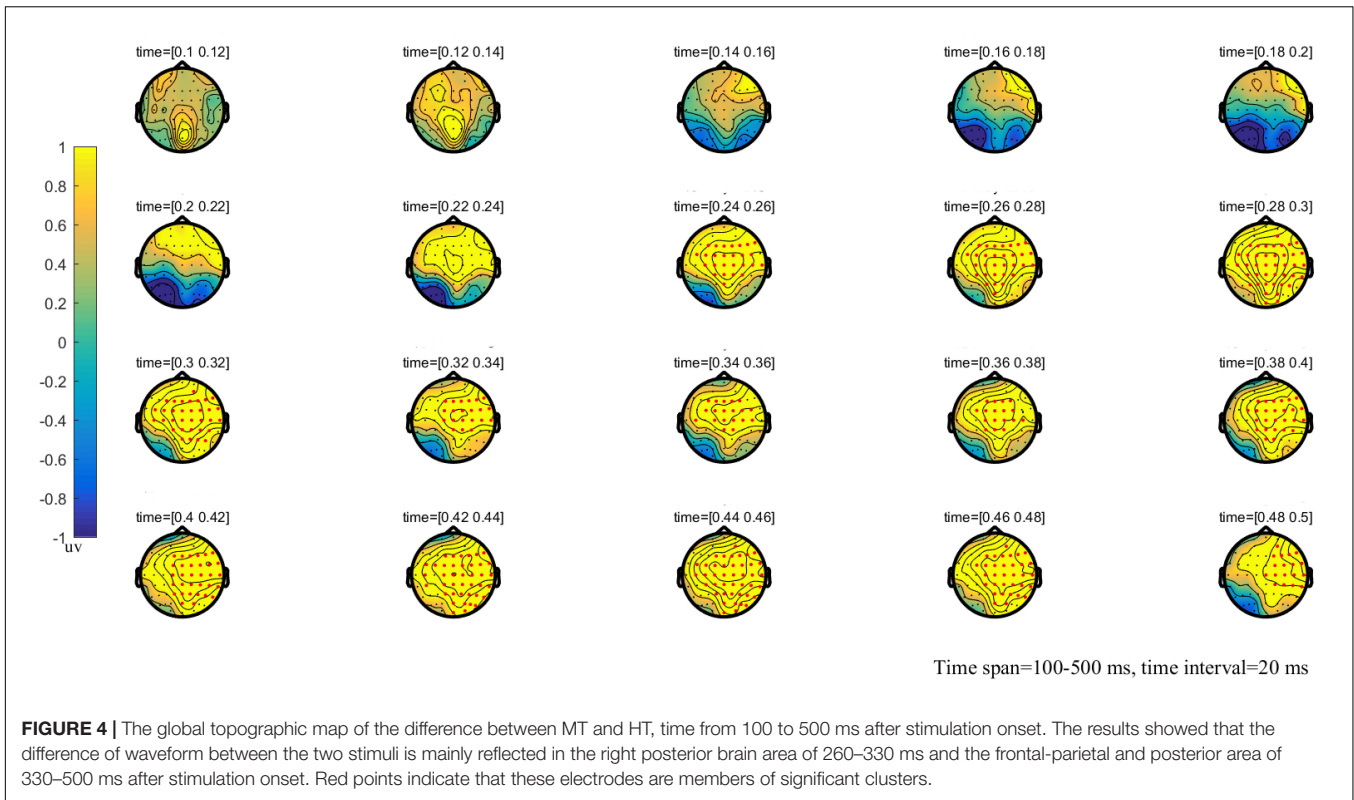 time=[0.1 0.12] time=[0.12 0.14] time=[0.14 0.16] time=[0.16 0.18] time=[0.18 0.2]
1
0.8
0.6
0.4
0.2
0
-0.2
-0.4
-0.6
-0.8
-1
uv
time=[0.2 0.22] time=[0.22 0.24] time=[0.24 0.26] time=[0.26 0.28] time=[0.28 0.3]
time=[0.3 0.32] time=[0.32 0.34] time=[0.34 0.36] time=[0.36 0.38] time=[0.38 0.4]
time=[0.4 0.42] time=[0.42 0.44] time=[0.44 0.46] time=[0.46 0.48] time=[0.48 0.5]
Time span=100-500 ms, time interval=20 ms
FIGURE 4 | The global topographic map of the difference between MT and HT, time from 100 to 500 ms after stimulation onset. The results showed that the
difference of waveform between the two stimuli is mainly reflected in the right posterior brain area of 260–330 ms and the frontal-parietal and posterior area of
330–500 ms after stimulation onset. Red points indicate that these electrodes are members of significant clusters.